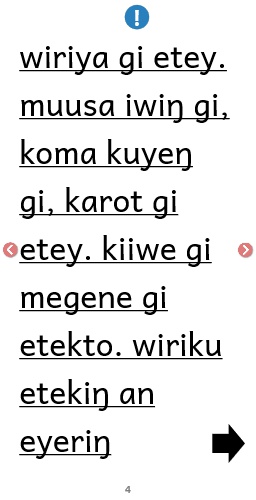 wiriya gi etey.
muusa iwiŋ gi,
koma kuyeŋ
gi, karot gi
etey. kiiwe gi
megene gi
etekto. wiriku
etekiŋ an
eyeriŋ
4